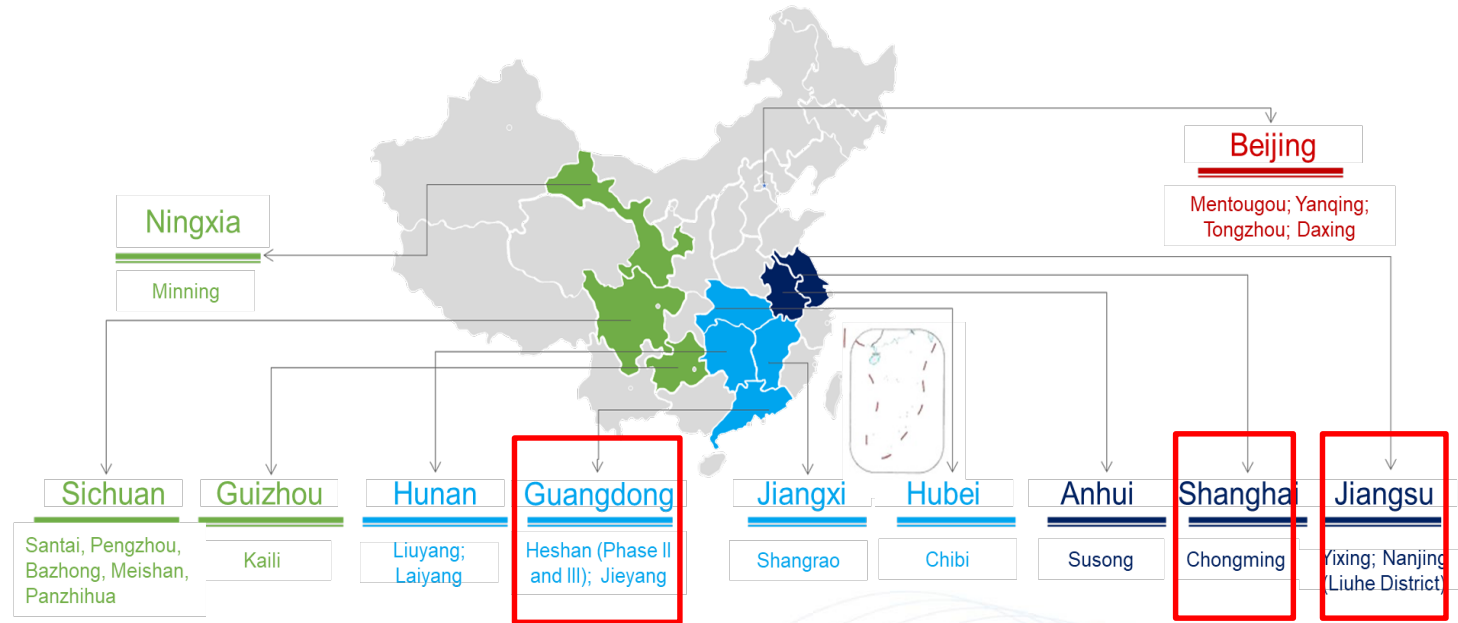 Beijing
Mentougou; Yanqing;
Tongzhou; Daxing
Ningxia
Minning
Sichuan
Santai, Pengzhou,
Bazhong, Meishan,
Panzhihua
Guizhou
Kaili
Hunan
Liuyang;
Laiyang
Guangdong
Heshan (Phase II
and III); Jieyang
Jiangxi
Shangrao
Hubei
Chibi
Anhui
Susong
Shanghai
Chongming
Jiangsu
Yixing; Nanjing
(Liuhe District)